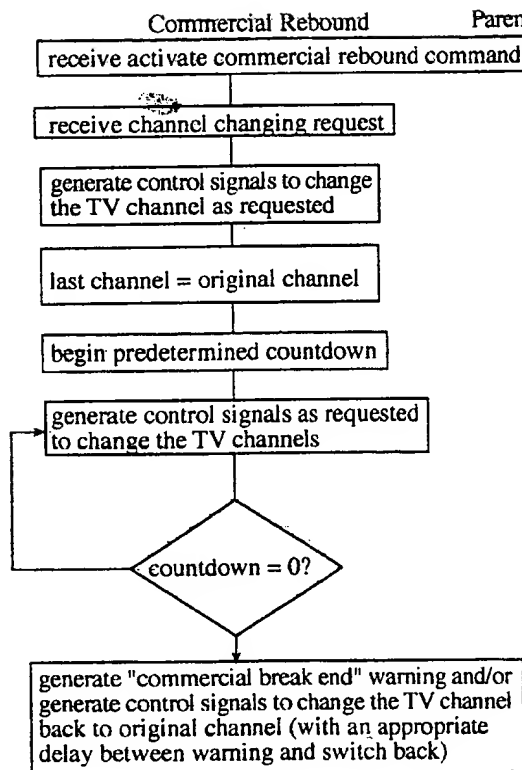 Commercial Rebound
Paren
receive activate commercial rebound command
receive channel changing request
generate control signals to change
the TV channel as requested
last channel = original channel
begin predetermined countdown
generate control signals as requested
to change the TV channels
countdown = 0?
generate "commercial break end" warning and/or
generate control signals to change the TV channel
back to original channel (with an appropriate
delay between warning and switch back)